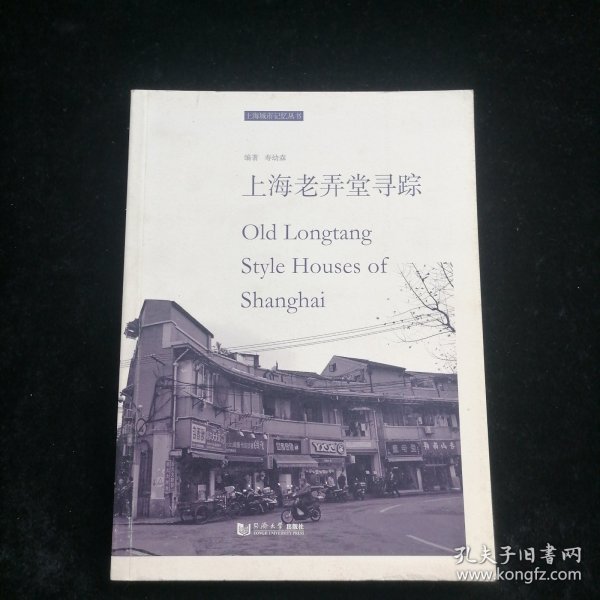 上海城市记忆丛书
编著 寿幼森
上海老弄堂寻踪
Old Longtang
Style Houses of
Shanghai
同济大学出版社
TONGJI UNIVERSITY PRESS
孔夫子旧书网
www.kongfz.com